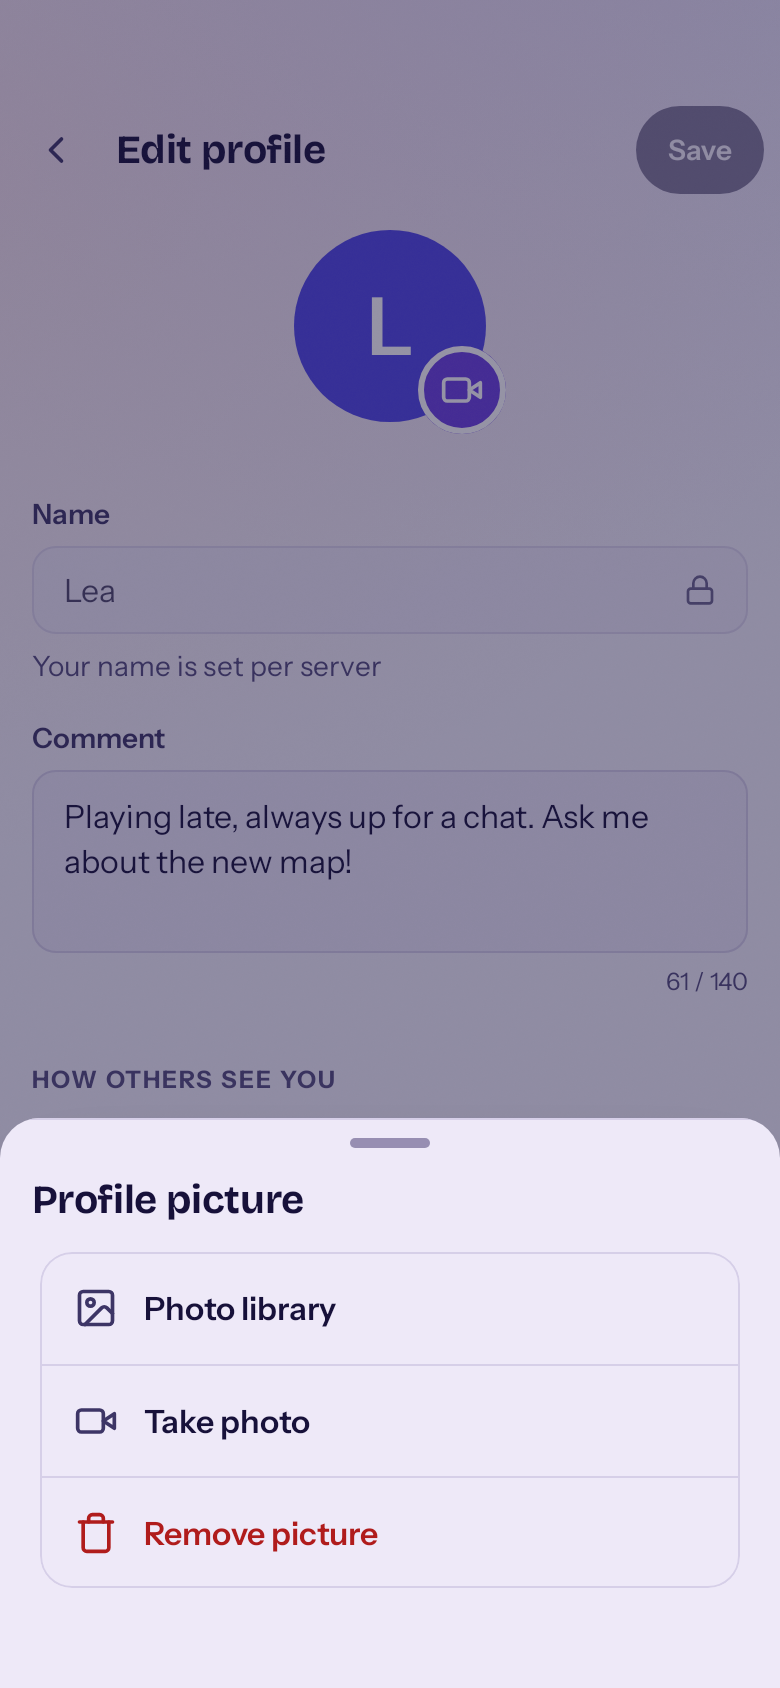 Edit profile
Save
L
Name
Lea
Your name is set per server
Comment
Playing late, always up for a chat. Ask me
about the new map!
61 / 140
HOW OTHERS SEE YOU
Profile picture
Photo library
Take photo
Remove picture